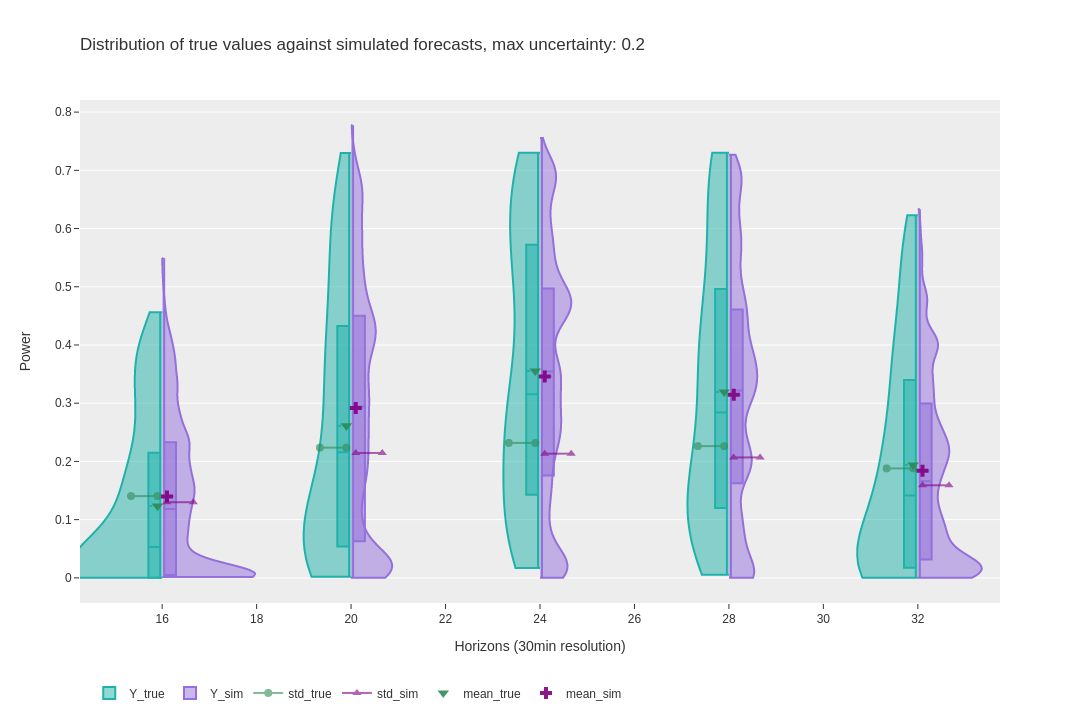 Distribution of true values against simulated forecasts, max uncertainty: 0.2
0.8
0.7
0.6
0.5
0.4
0.3
0.2
0.1
0
Power
16 18 20 22 24 26 28 30 32
Horizons (30min resolution)
Y_true Y_sim std_true std_sim mean_true mean_sim